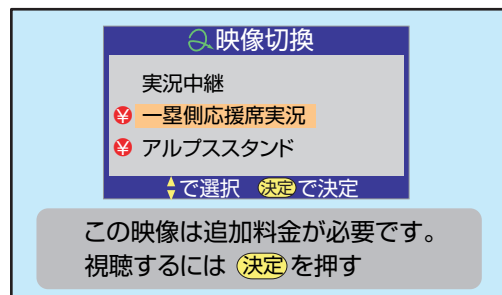 映像切換
実況中継
¥ 一塁側応援席実況
¥ アルプススタンド
で選択 決定で決定
この映像は追加料金が必要です。
視聴するには 決定を押す